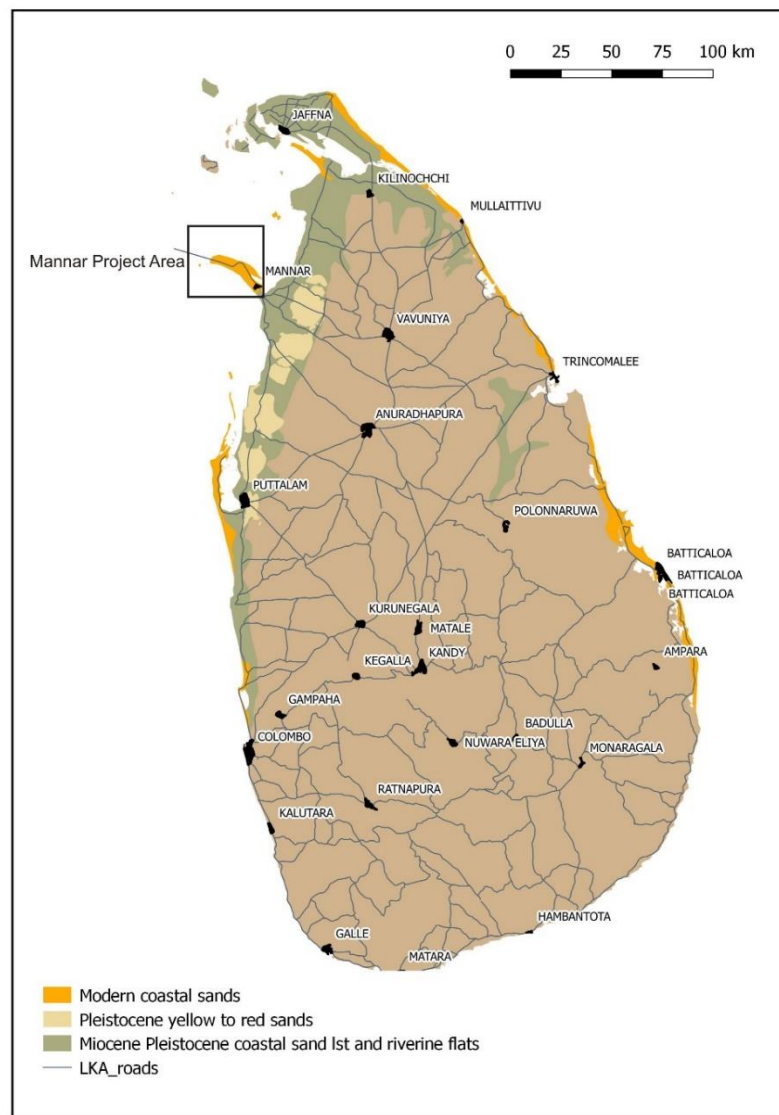 0 25 50 75 100 km
JAFFNA
KILINOCHCHI
MULLAITTIVU
Mannar Project Area
MANNAR
VAVUNIYA
TRINCOMALEE
ANURADHAPURA
PUTTALAM
POLONNARUWA
BATTICALOA
BATTICALOA
BATTICALOA
KURUNEGALA
MATALE
KEGALLA
KANDY
AMPARA
GAMPAHA
COLOMBO
NUWARA ELIYA
BADULLA
MONARAGALA
RATNAPURA
KALUTARA
HAMBANTOTA
GALLE
MATARA
Modern coastal sands
Pleistocene yellow to red sands
Miocene Pleistocene coastal sand lst and riverine flats
LKA_roads